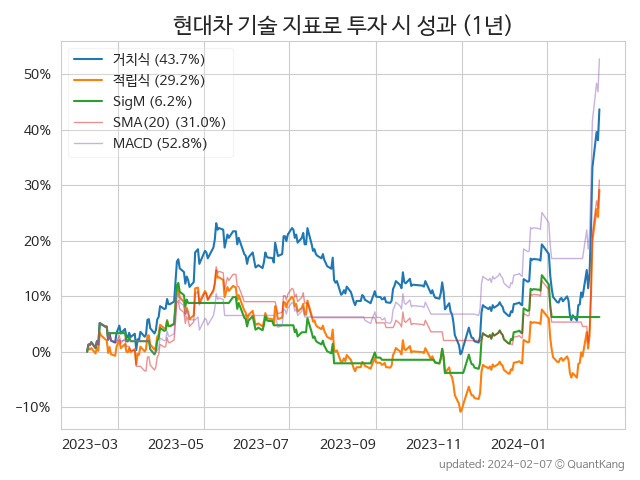 현대차 기술 지표로 투자 시 성과 (1년)
거치식 (43.7%)
적립식 (29.2%)
SigM (6.2%)
SMA(20) (31.0%)
MACD (52.8%)
50%
40%
30%
20%
10%
0%
−10%
2023-03 2023-05 2023-07 2023-09 2023-11 2024-01
updated: 2024-02-07 © QuantKang